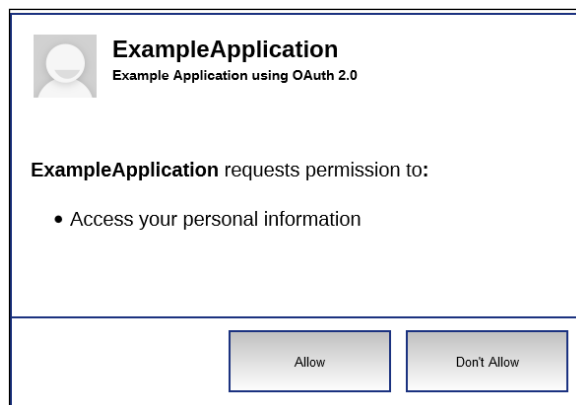 ExampleApplication
Example Application using OAuth 2.0
ExampleApplication requests permission to:
• Access your personal information
Allow
Don't Allow